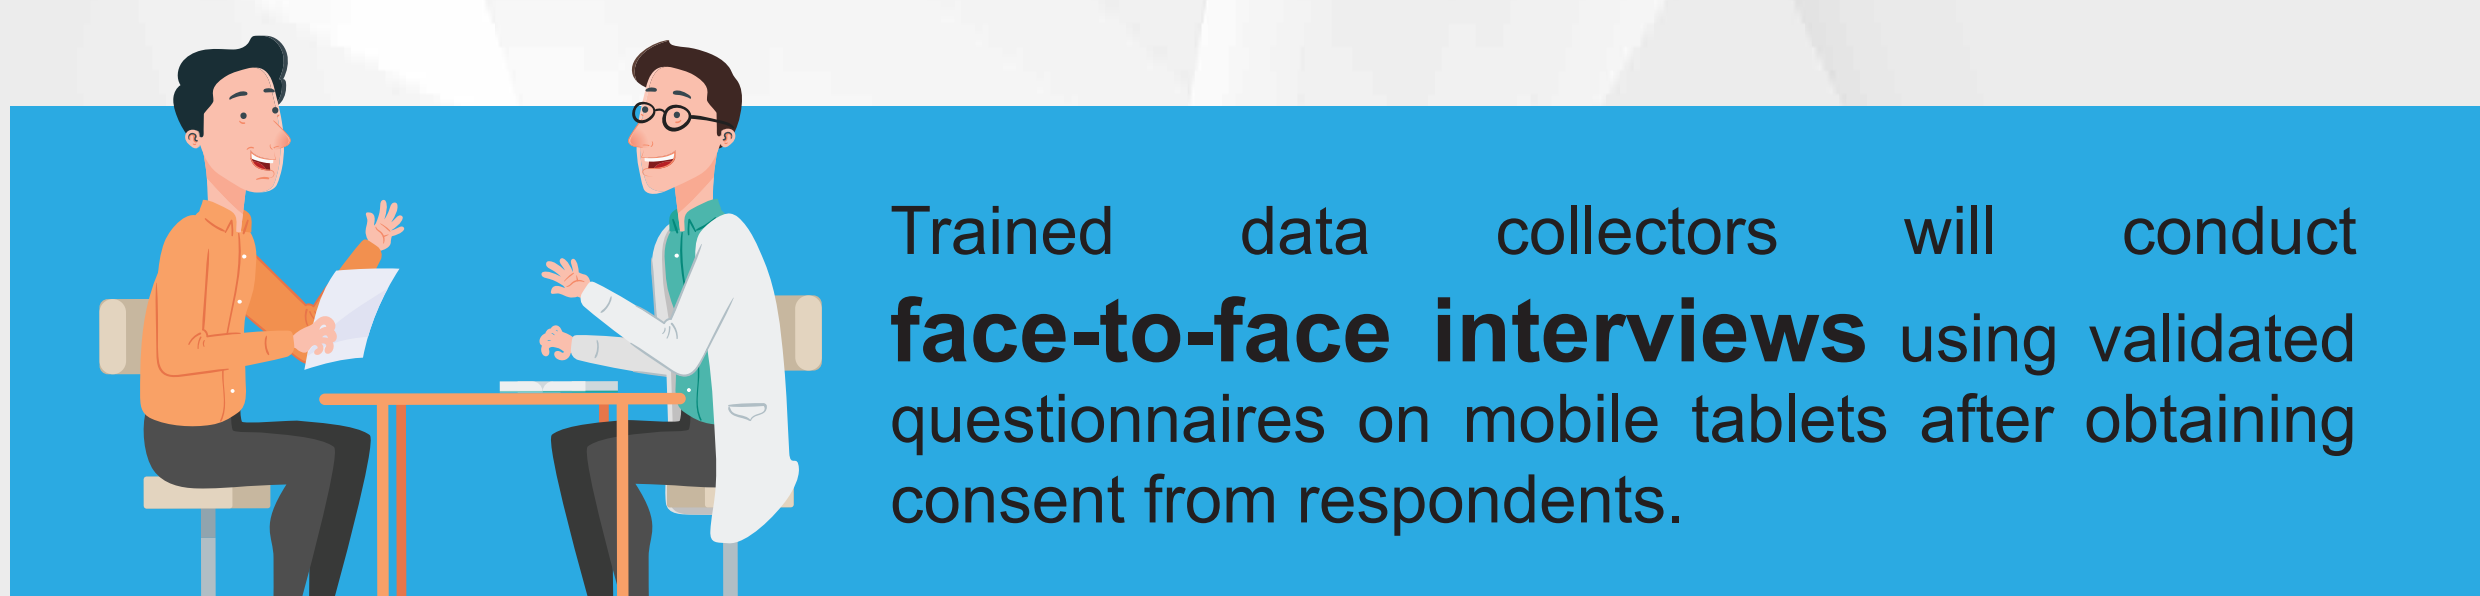 Trained data collectors will conduct
face-to-face interviews using validated
questionnaires on mobile tablets after obtaining
consent from respondents.